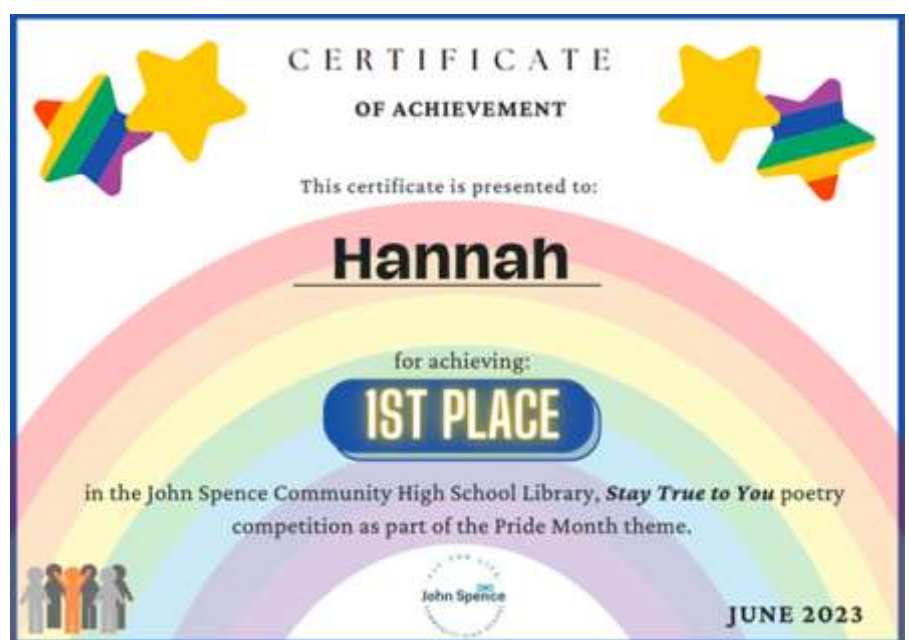 CERTIFICATE
OF ACHIEVEMENT
This certificate is presented to:
Hannah
for achieving:
1ST PLACE
in the John Spence Community High School Library, Stay True to You poetry
competition as part of the Pride Month theme.
John Spence
JUNE 2023